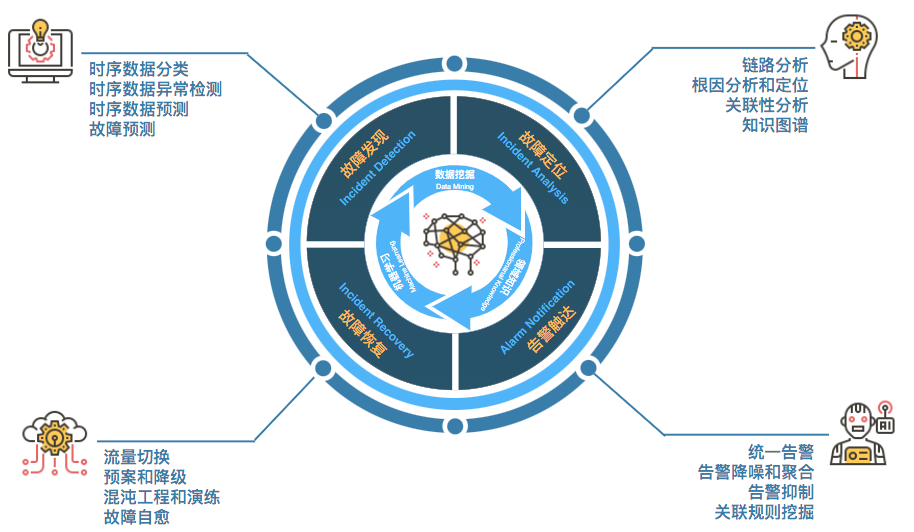 时序数据分类
时序数据异常检测
时序数据预测
故障预测
链路分析
根因分析和定位
关联性分析
知识图谱
故障发现
Incident Detection
故障定位
Incident Analysis
数据挖掘
Data Mining
机器学习
Machine Learning
领域知识
Professional Knowledge
Incident Recovery
故障恢复
Alarm Notification
告警触达
AI
流量切换
预案和降级
混沌工程和演练
故障自愈
统一告警
告警降噪和聚合
告警抑制
关联规则挖掘